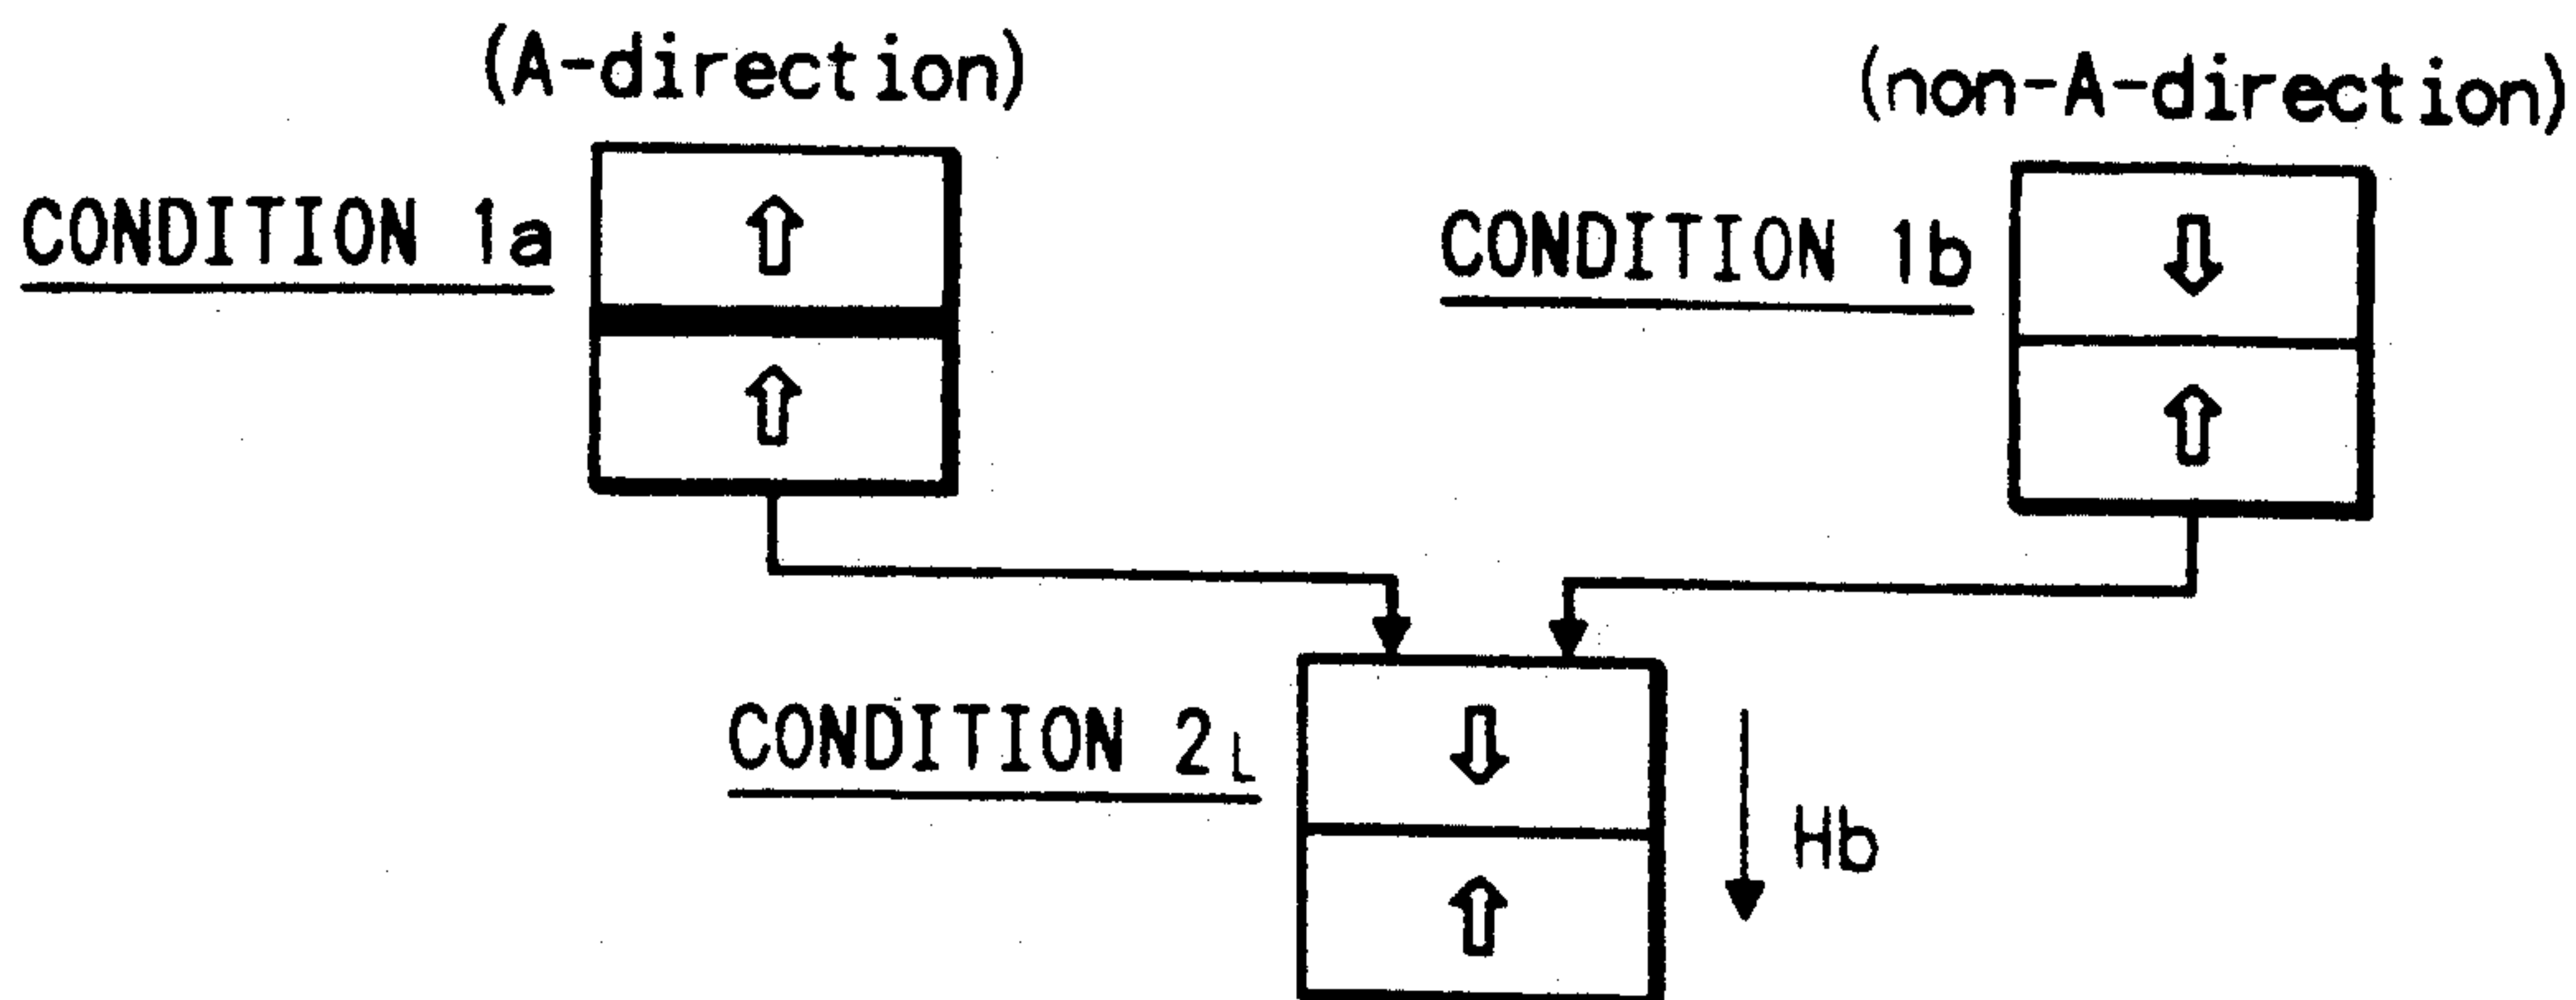 (A-direction)
(non-A-direction)
CONDITION 1a
CONDITION 1b
CONDITION 2L
Hb